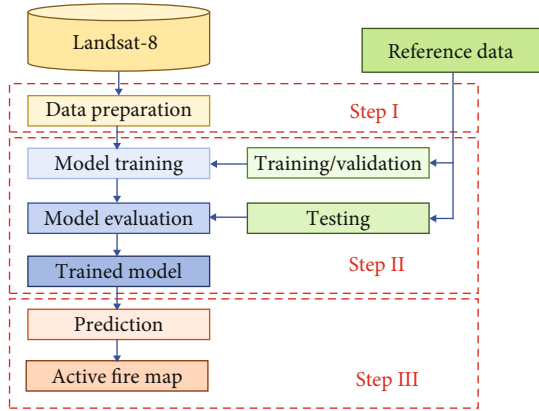 Landsat-8
Reference data
Data preparation
Step I
Model training
Training/validation
Model evaluation
Testing
Trained model
Step II
Prediction
Active fire map
Step III